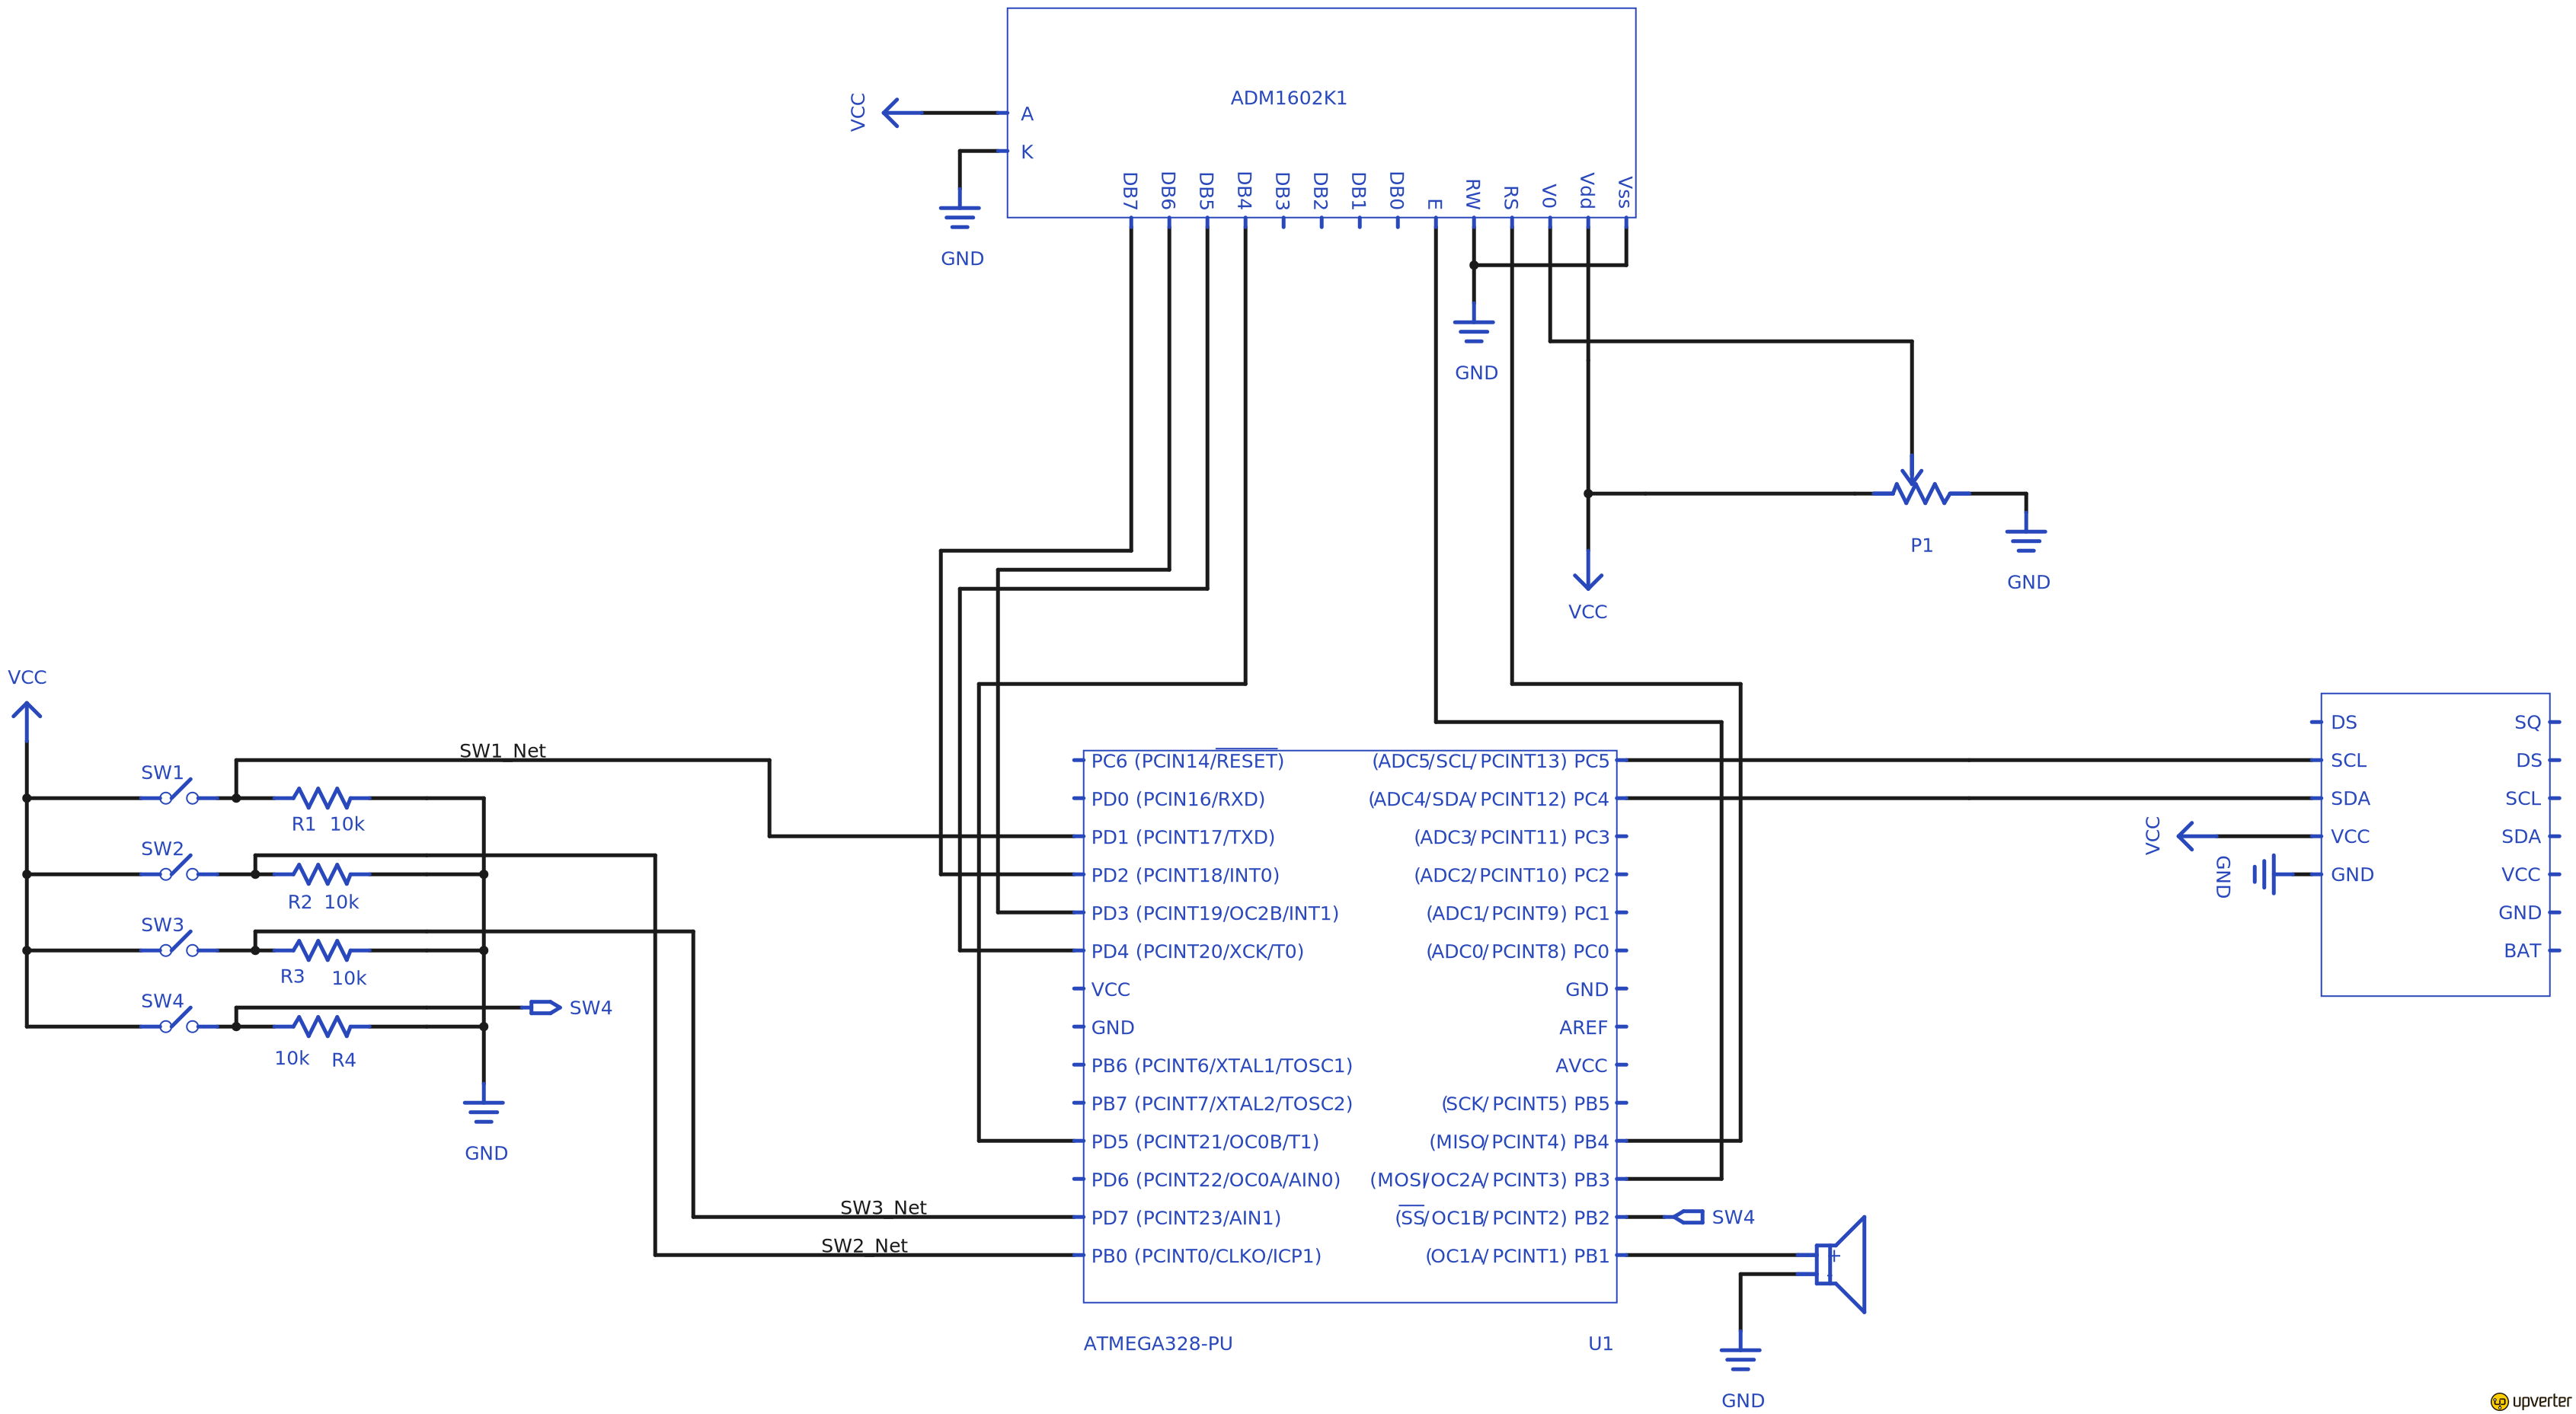 ADM1602K1
VCC
A
K
GND
DB7
DB6
DB5
DB4
DB3
DB2
DB1
DB0
E
RW
RS
V0
Vdd
Vss
GND
P1
GND
VCC
VCC
SW1
R1 10k
SW1_Net
SW2
R2 10k
SW3
R3 10k
SW4
10k R4
SW4
GND
SW3_Net
SW2_Net
PC6 (PCIN14/RESET)
PD0 (PCIN16/RXD)
PD1 (PCINT17/TXD)
PD2 (PCINT18/INT0)
PD3 (PCINT19/OC2B/INT1)
PD4 (PCINT20/XCK/T0)
VCC
GND
PB6 (PCINT6/XTAL1/TOSC1)
PB7 (PCINT7/XTAL2/TOSC2)
PD5 (PCINT21/OC0B/T1)
PD6 (PCINT22/OC0A/AIN0)
PD7 (PCINT23/AIN1)
PB0 (PCINT0/CLKO/ICP1)
(ADC5/SCL/PCINT13) PC5
(ADC4/SDA/PCINT12) PC4
(ADC3/PCINT11) PC3
(ADC2/PCINT10) PC2
(ADC1/PCINT9) PC1
(ADC0/PCINT8) PC0
GND
AREF
AVCC
(SCK/PCINT5) PB5
(MISO/PCINT4) PB4
(MOSI/OC2A/PCINT3) PB3
(SS/OC1B/PCINT2) PB2
(OC1A/PCINT1) PB1
ATMEGA328-PU
U1
SW4
+
-
GND
VCC
GND
DS
SCL
SDA
VCC
GND
SQ
DS
SCL
SDA
VCC
GND
BAT
upverter